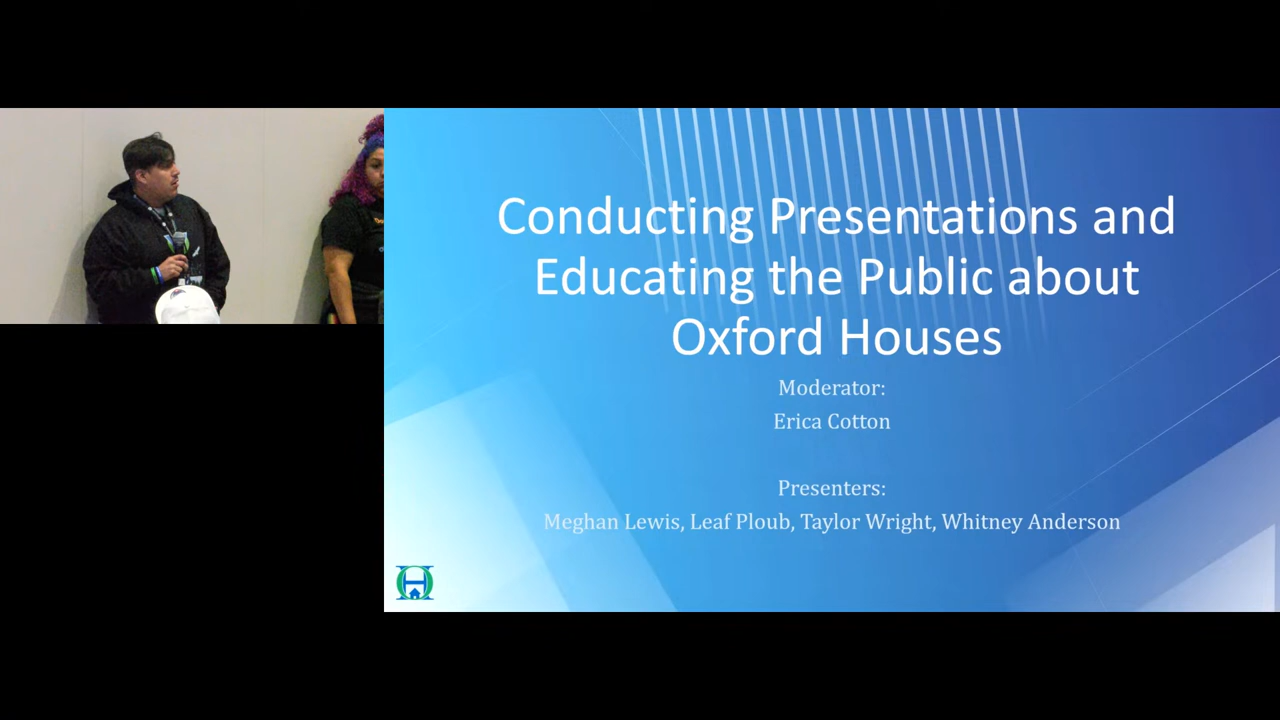 Conducting Presentations and
Educating the Public about
Oxford Houses
Moderator:
Erica Cotton
Presenters:
Meghan Lewis, Leaf Ploub, Taylor Wright, Whitney Anderson